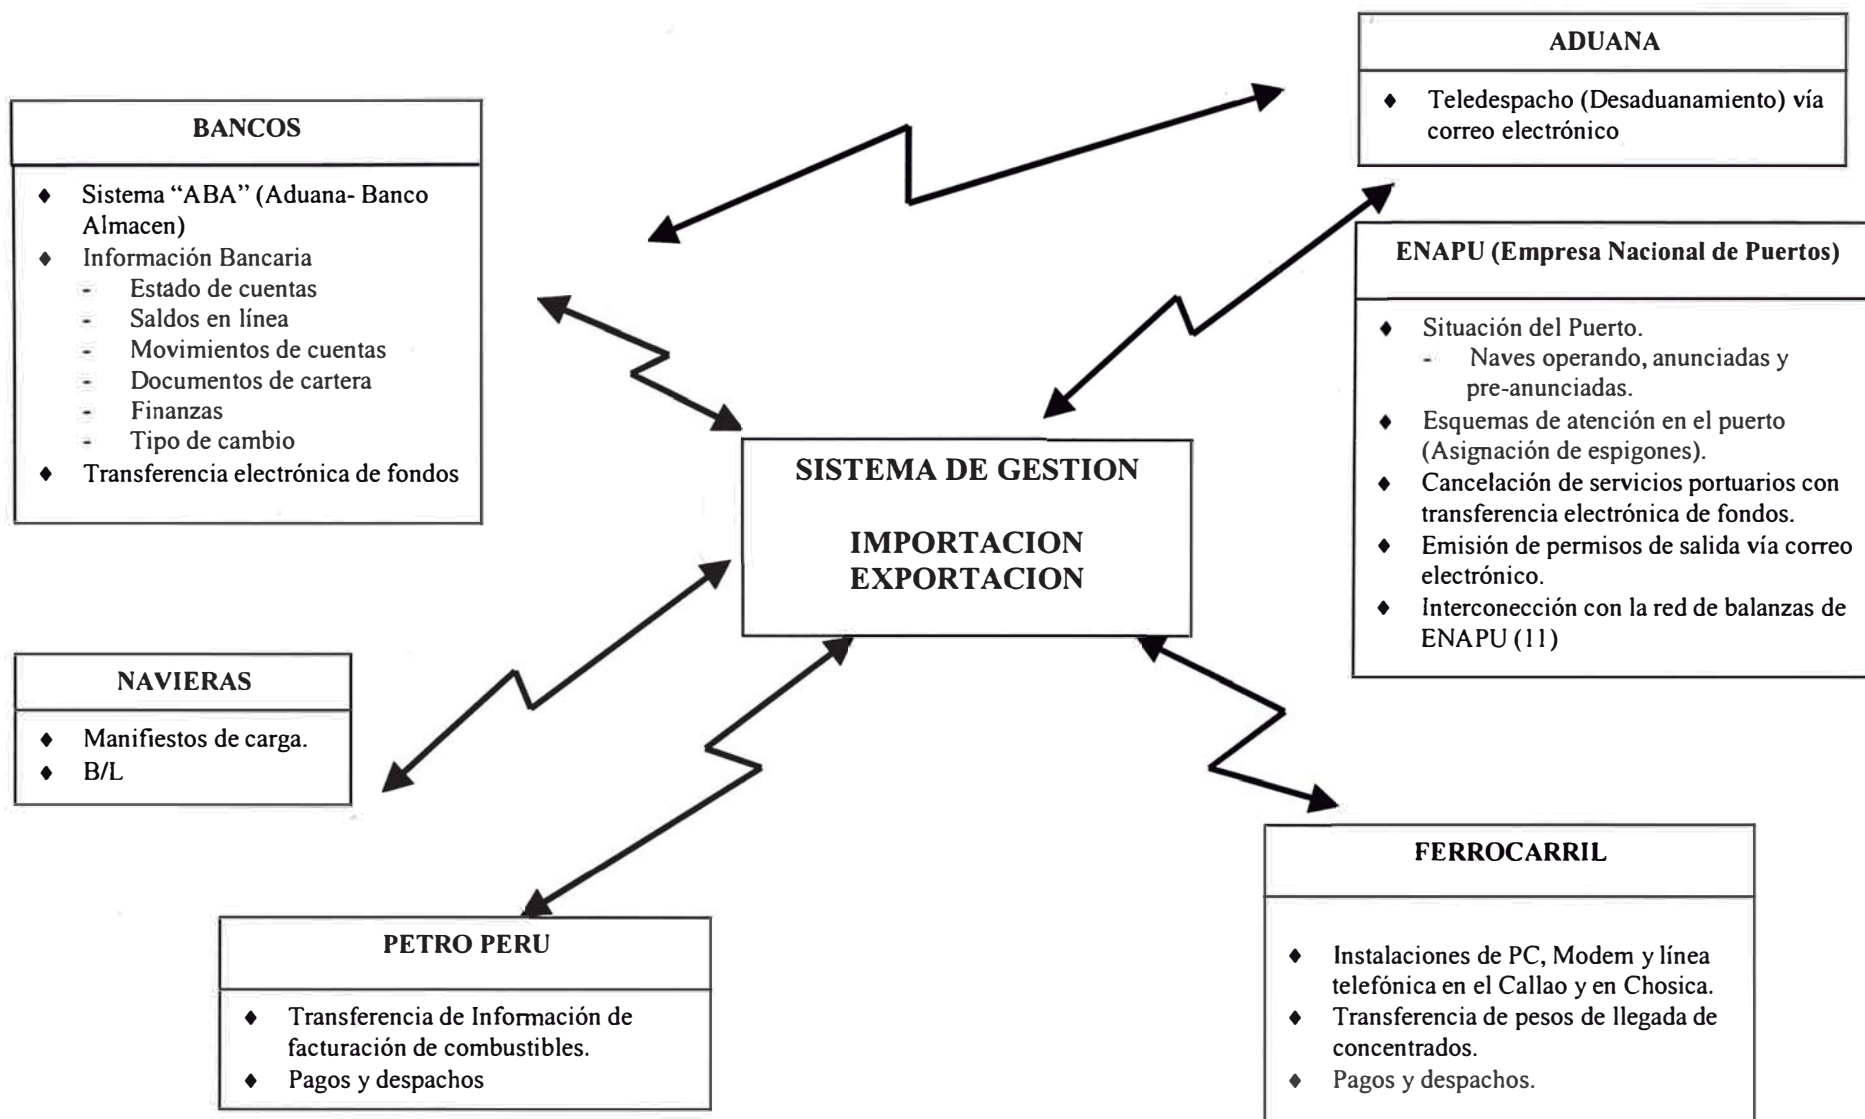 ADUANA
♦ Teledespacho (Desaduanamiento) vía
correo electrónico
BANCOS
♦ Sistema “ABA” (Aduana- Banco
Almacen)
♦ Información Bancaria
- Estado de cuentas
- Saldos en línea
- Movimientos de cuentas
- Documentos de cartera
- Finanzas
- Tipo de cambio
♦ Transferencia electrónica de fondos
ENAPU (Empresa Nacional de Puertos)
♦ Situación del Puerto.
- Naves operando, anunciadas y
pre-anunciadas.
♦ Esquemas de atención en el puerto
(Asignación de espigones).
♦ Cancelación de servicios portuarios con
transferencia electrónica de fondos.
♦ Emisión de permisos de salida vía correo
electrónico.
♦ Interconección con la red de balanzas de
ENAPU (11)
SISTEMA DE GESTION
IMPORTACION
EXPORTACION
NAVIERAS
♦ Manifiestos de carga.
♦ B/L
PETRO PERU
♦ Transferencia de Información de
facturación de combustibles.
♦ Pagos y despachos
FERROCARRIL
♦ Instalaciones de PC, Modem y línea
telefónica en el Callao y en Chosica.
♦ Transferencia de pesos de llegada de
concentrados.
♦ Pagos y despachos.